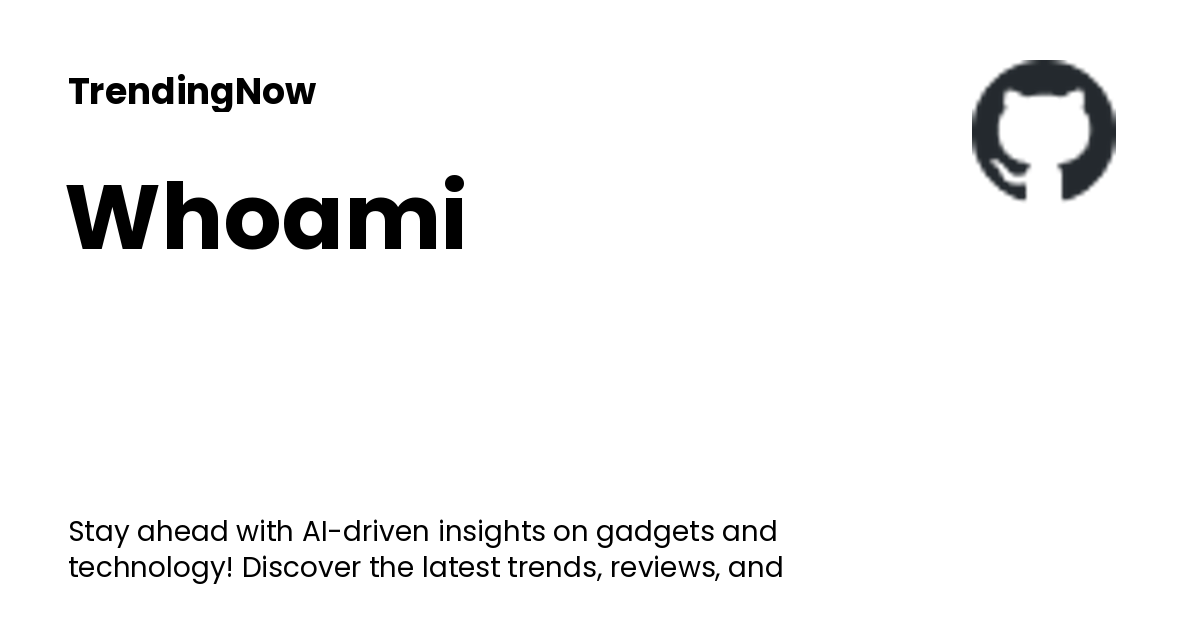 TrendingNow
Whoami
Stay ahead with AI-driven insights on gadgets and
technology! Discover the latest trends, reviews, and